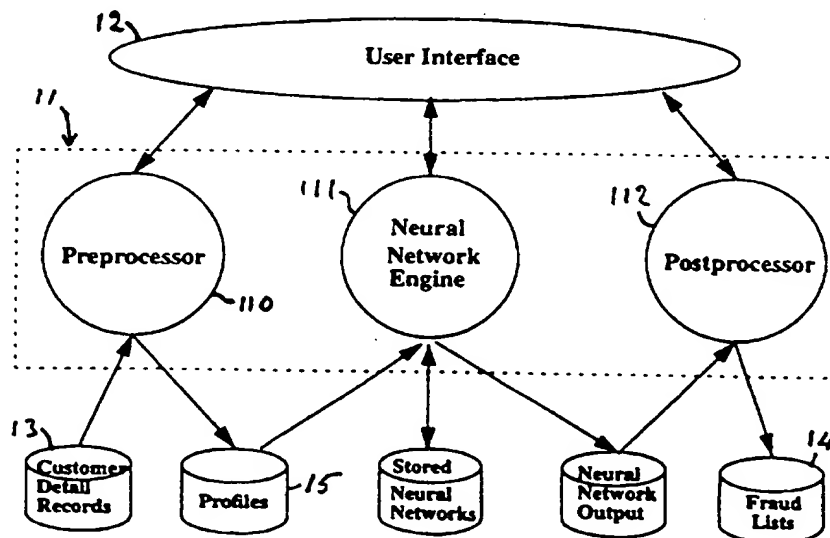 12
User Interface
11
111
112
Preprocessor
Neural
Network
Engine
Postprocessor
110
13
Customer
Detail
Records
Profiles
15
Stored
Neural
Networks
Neural
Network
Output
14
Fraud
Lists